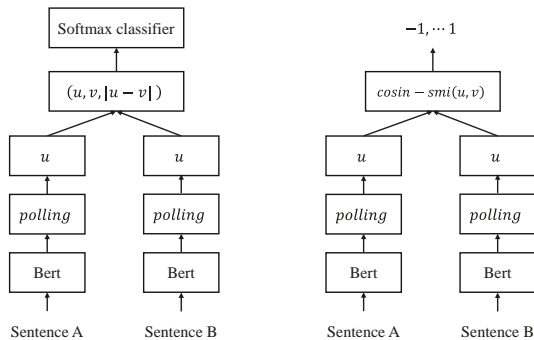 Softmax classifier
(u, v, |u − v|)
u u
polling polling
Bert Bert
Sentence A Sentence B
−1, ⋯ 1
cosin − smi(u, v)
u u
polling polling
Bert Bert
Sentence A Sentence B